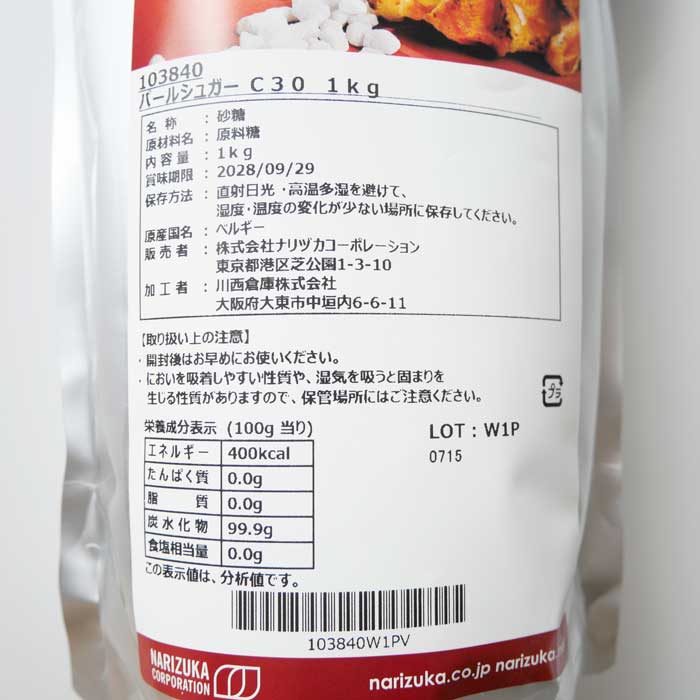 103840
パールシュガー C30 1kg
名称 : 砂糖
原材料名 : 原料糖
内容量 : 1kg
賞味期限 : 2028/09/29
保存方法 : 直射日光・高温多湿を避けて、
湿度・温度の変化が少ない場所に保存してください。
原産国名 : ベルギー
販売者 : 株式会社ナリヅカコーポレーション
東京都港区芝公園1-3-10
加工者 : 川西倉庫株式会社
大阪府大東市中垣内6-6-11
【取り扱い上の注意】
・開封後はお早めにお使いください。
・においを吸着しやすい性質や、湿気を吸うと固まりを
生じる性質がありますので、保管場所にはご注意ください。
プラ
栄養成分表示 (100g 当り)
エネルギー 400kcal
たんぱく質 0.0g
脂質 0.0g
炭水化物 99.9g
食塩相当量 0.0g
この表示値は、分析値です。
LOT : W1P
0715
103840W1PV
NARIZUKA
CORPORATION
narizuka.co.jp narizuka.